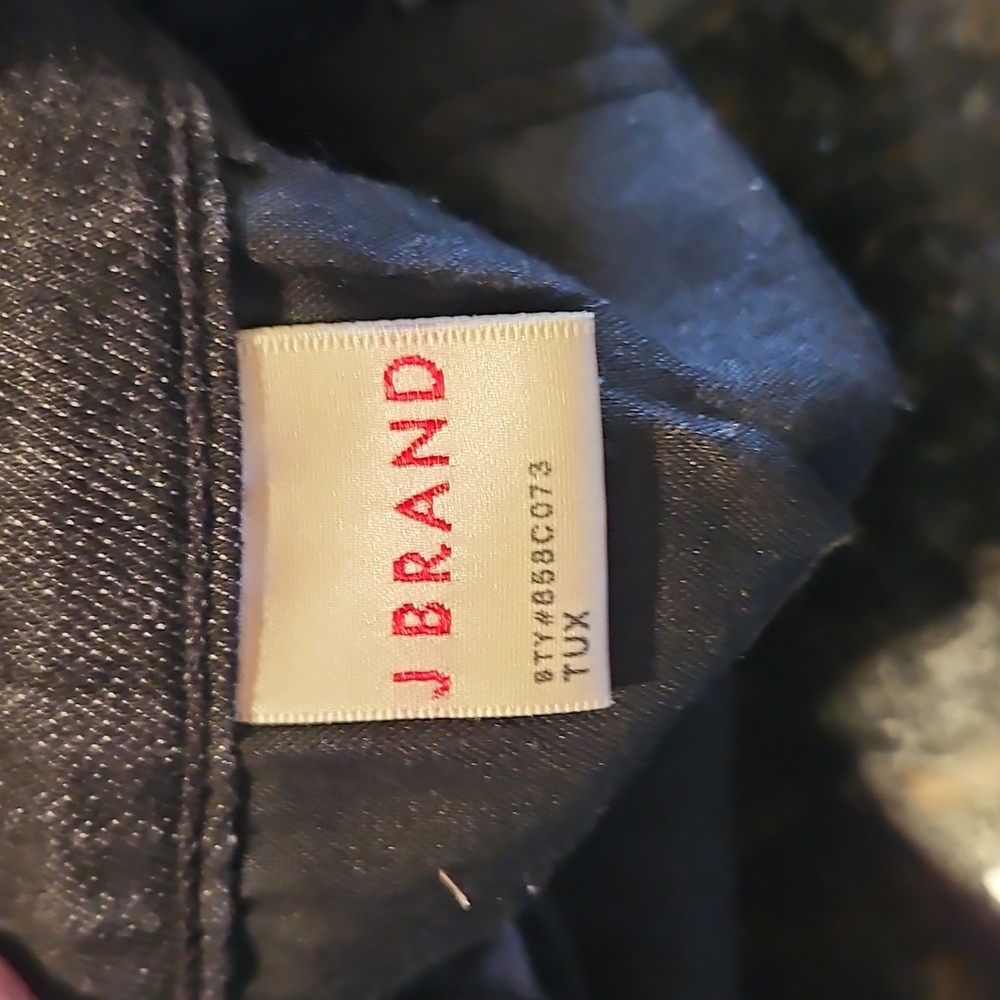 J BRAND
STY#858C073
TUX